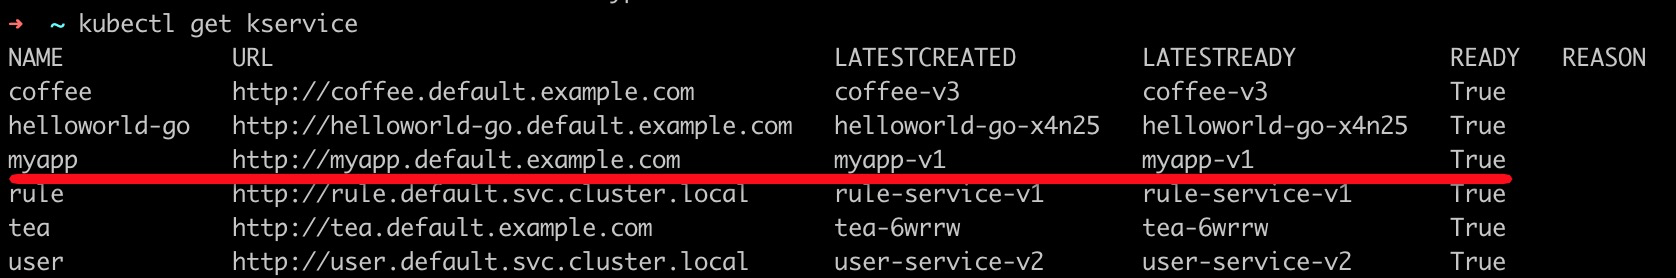 → ~ kubectl get kservice
NAME URL LATESTCREATED LATESTREADY READY REASON
coffee http://coffee.default.example.com coffee-v3 coffee-v3 True
helloworld-go http://helloworld-go.default.example.com helloworld-go-x4n25 helloworld-go-x4n25 True
myapp http://myapp.default.example.com myapp-v1 myapp-v1 True
rule http://rule.default.svc.cluster.local rule-service-v1 rule-service-v1 True
tea http://tea.default.example.com tea-6wrrw tea-6wrrw True
user http://user.default.svc.cluster.local user-service-v2 user-service-v2 True